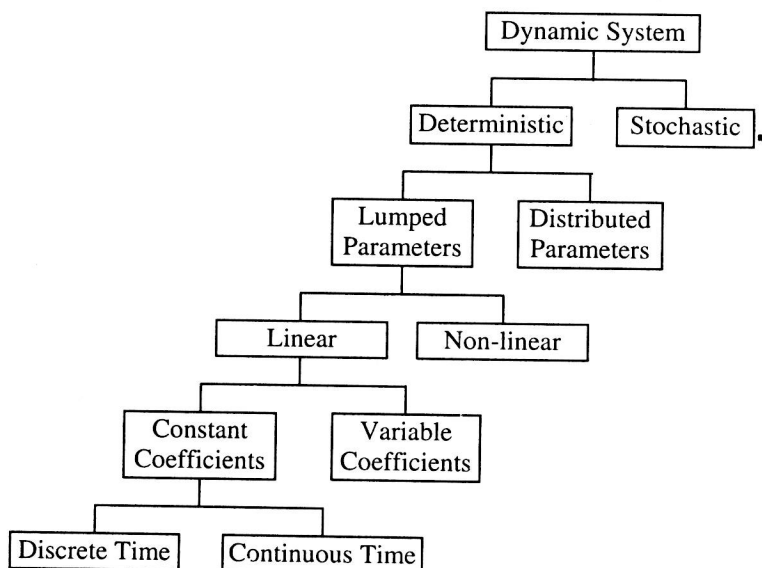 Dynamic System
Deterministic
Stochastic
Lumped
Parameters
Distributed
Parameters
Linear
Non-linear
Constant
Coefficients
Variable
Coefficients
Discrete Time
Continuous Time